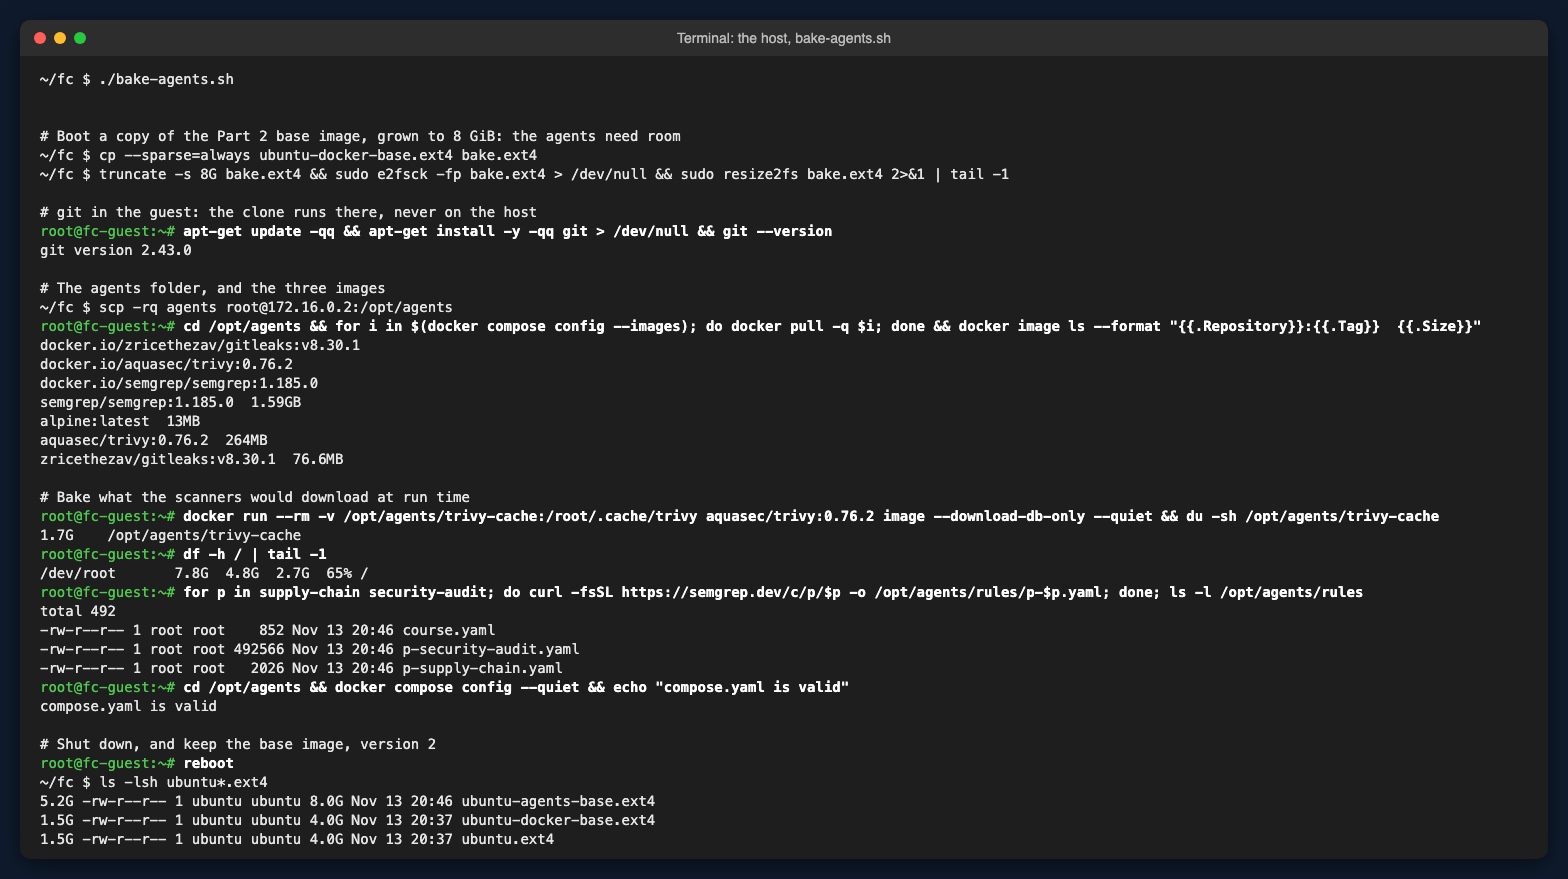 Terminal: the host, bake-agents.sh
~/fc $ ./bake-agents.sh
# Boot a copy of the Part 2 base image, grown to 8 GiB: the agents need room
~/fc $ cp --sparse=always ubuntu-docker-base.ext4 bake.ext4
~/fc $ truncate -s 8G bake.ext4 && sudo e2fsck -fp bake.ext4 > /dev/null && sudo resize2fs bake.ext4 2>&1 | tail -1
# git in the guest: the clone runs there, never on the host
root@fc-guest:~# apt-get update -qq && apt-get install -y -qq git > /dev/null && git --version
git version 2.43.0
# The agents folder, and the three images
~/fc $ scp -rq agents root@172.16.0.2:/opt/agents
root@fc-guest:~# cd /opt/agents && for i in $(docker compose config --images); do docker pull -q $i; done && docker image ls --format "{{.Repository}}:{{.Tag}}  {{.Size}}"
docker.io/zricethezav/gitleaks:v8.30.1
docker.io/aquasec/trivy:0.76.2
docker.io/semgrep/semgrep:1.185.0
semgrep/semgrep:1.185.0  1.59GB
alpine:latest  13MB
aquasec/trivy:0.76.2  264MB
zricethezav/gitleaks:v8.30.1  76.6MB
# Bake what the scanners would download at run time
root@fc-guest:~# docker run --rm -v /opt/agents/trivy-cache:/root/.cache/trivy aquasec/trivy:0.76.2 image --download-db-only --quiet && du -sh /opt/agents/trivy-cache
1.7G    /opt/agents/trivy-cache
root@fc-guest:~# df -h / | tail -1
/dev/root       7.8G  4.8G  2.7G  65% /
root@fc-guest:~# for p in supply-chain security-audit; do curl -fsSL https://semgrep.dev/c/p/$p -o /opt/agents/rules/p-$p.yaml; done; ls -l /opt/agents/rules
total 492
-rw-r--r-- 1 root root    852 Nov 13 20:46 course.yaml
-rw-r--r-- 1 root root 492566 Nov 13 20:46 p-security-audit.yaml
-rw-r--r-- 1 root root   2026 Nov 13 20:46 p-supply-chain.yaml
root@fc-guest:~# cd /opt/agents && docker compose config --quiet && echo "compose.yaml is valid"
compose.yaml is valid
# Shut down, and keep the base image, version 2
root@fc-guest:~# reboot
~/fc $ ls -lsh ubuntu*.ext4
5.2G -rw-r--r-- 1 ubuntu ubuntu 8.0G Nov 13 20:46 ubuntu-agents-base.ext4
1.5G -rw-r--r-- 1 ubuntu ubuntu 4.0G Nov 13 20:37 ubuntu-docker-base.ext4
1.5G -rw-r--r-- 1 ubuntu ubuntu 4.0G Nov 13 20:37 ubuntu.ext4